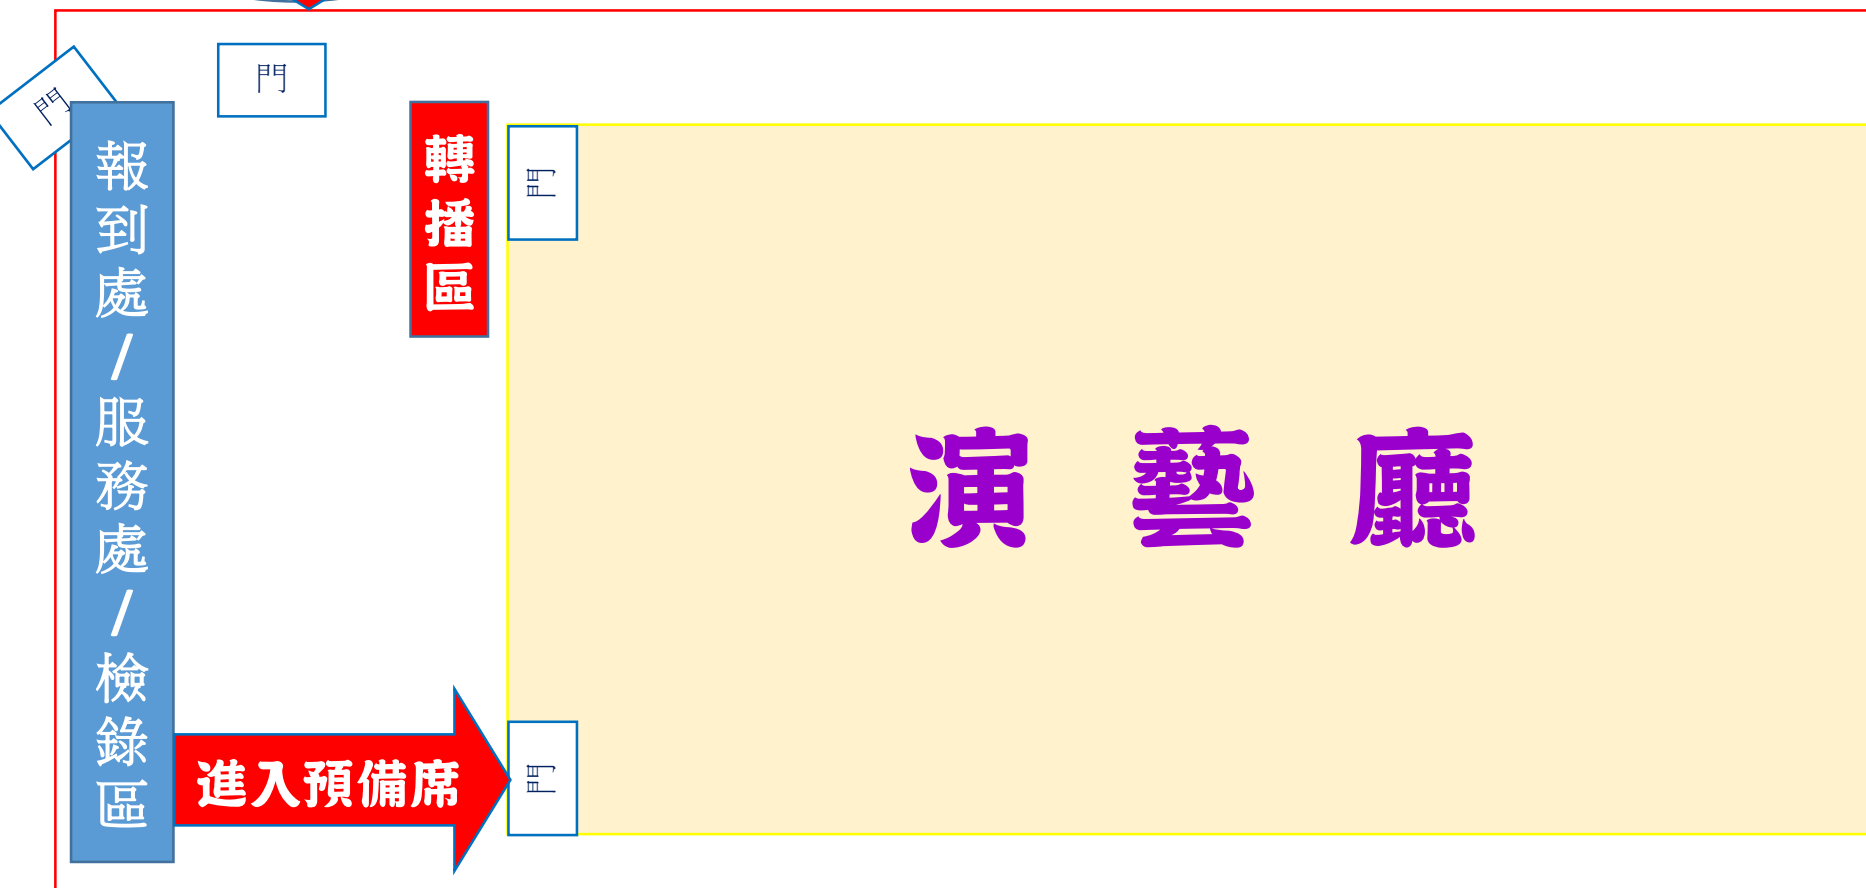 門
門
報到處/服務處/檢錄區
轉播區
門
演藝廳
進入預備席
門